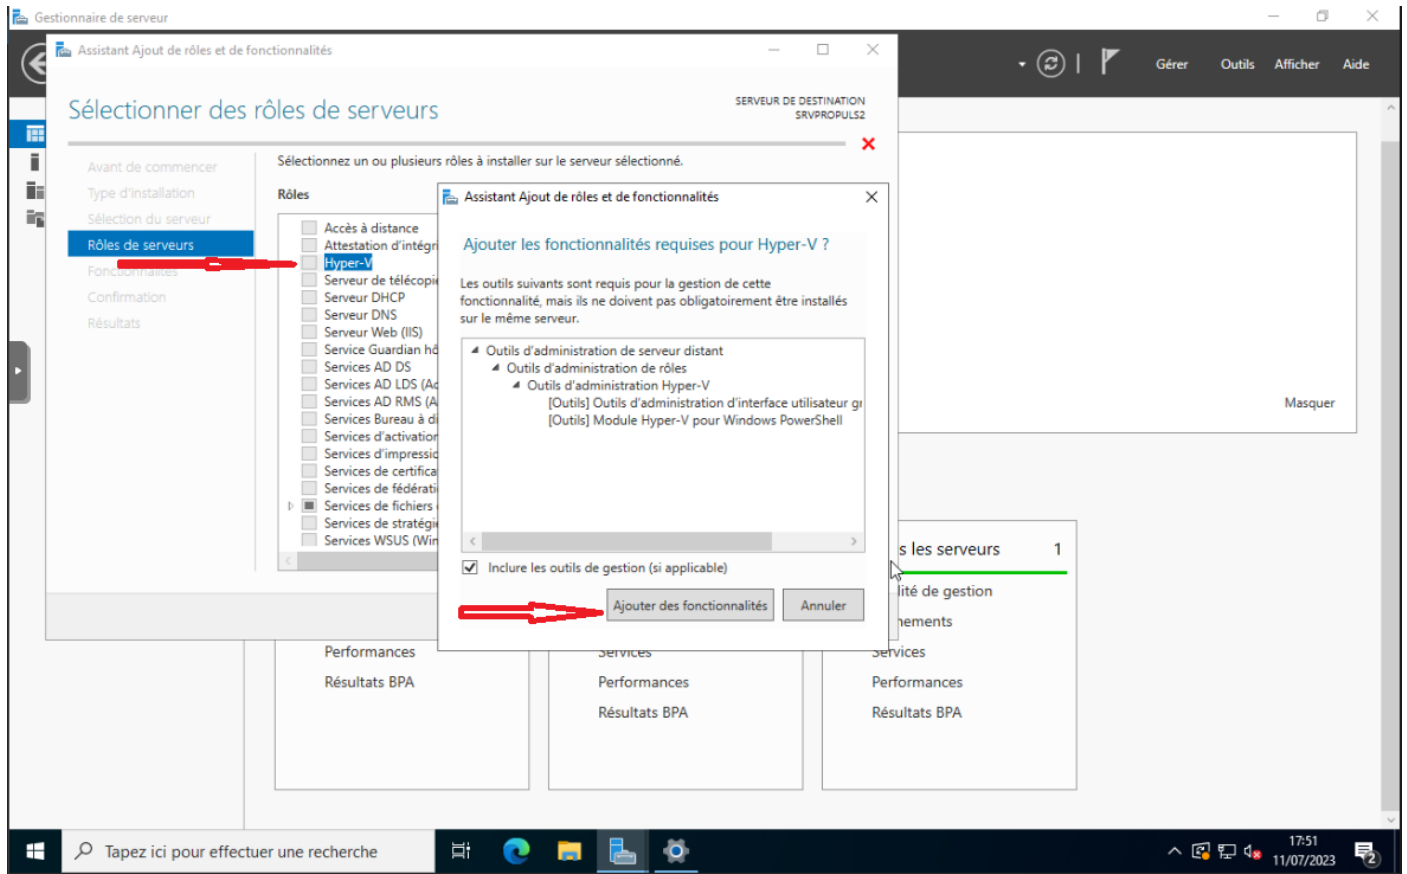 Gestionnaire de serveur
Assistant Ajout de rôles et de fonctionnalités
Gérer Outils Afficher Aide
Sélectionner des rôles de serveurs
SERVEUR DE DESTINATION
SRVPROPULS2
Avant de commencer
Type d'installation
Sélection du serveur
Rôles de serveurs
Fonctionnalités
Confirmation
Résultats
Sélectionnez un ou plusieurs rôles à installer sur le serveur sélectionné.
Rôles
Accès à distance
Attestation d'intégri
Hyper-V
Serveur de télécopie
Serveur DHCP
Serveur DNS
Serveur Web (IIS)
Service Guardian hô
Services AD DS
Services AD LDS (Ac
Services AD RMS (A
Services Bureau à di
Services d'activation
Services d'impressio
Services de certifica
Services de fédérati
Services de fichiers
Services de stratégi
Services WSUS (Win
Assistant Ajout de rôles et de fonctionnalités
Ajouter les fonctionnalités requises pour Hyper-V ?
Les outils suivants sont requis pour la gestion de cette
fonctionnalité, mais ils ne doivent pas obligatoirement être installés
sur le même serveur.
Outils d'administration de serveur distant
Outils d'administration de rôles
Outils d'administration Hyper-V
[Outils] Outils d'administration d'interface utilisateur gr
[Outils] Module Hyper-V pour Windows PowerShell
Inclure les outils de gestion (si applicable)
Ajouter des fonctionnalités Annuler
Masquer
s les serveurs 1
lité de gestion
nements
Services
Performances
Résultats BPA
Services
Performances
Résultats BPA
Performances
Résultats BPA
Tapez ici pour effectuer une recherche
17:51
11/07/2023
2